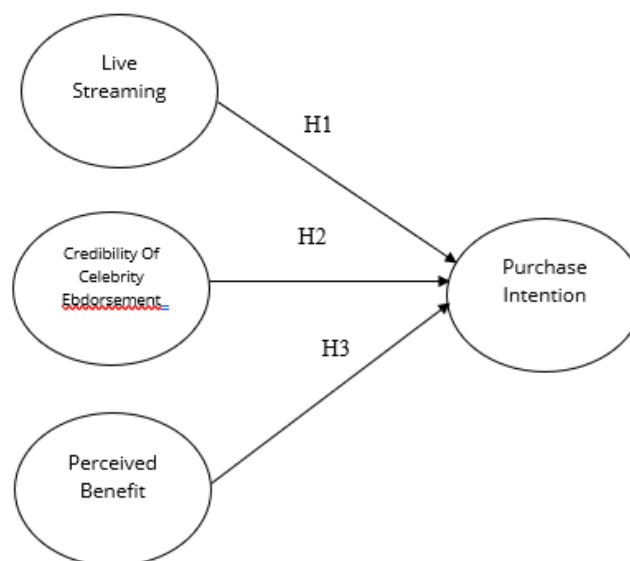 Live
Streaming
H1
Credibility Of
Celebrity
Ebdorsement
H2
Purchase
Intention
H3
Perceived
Benefit